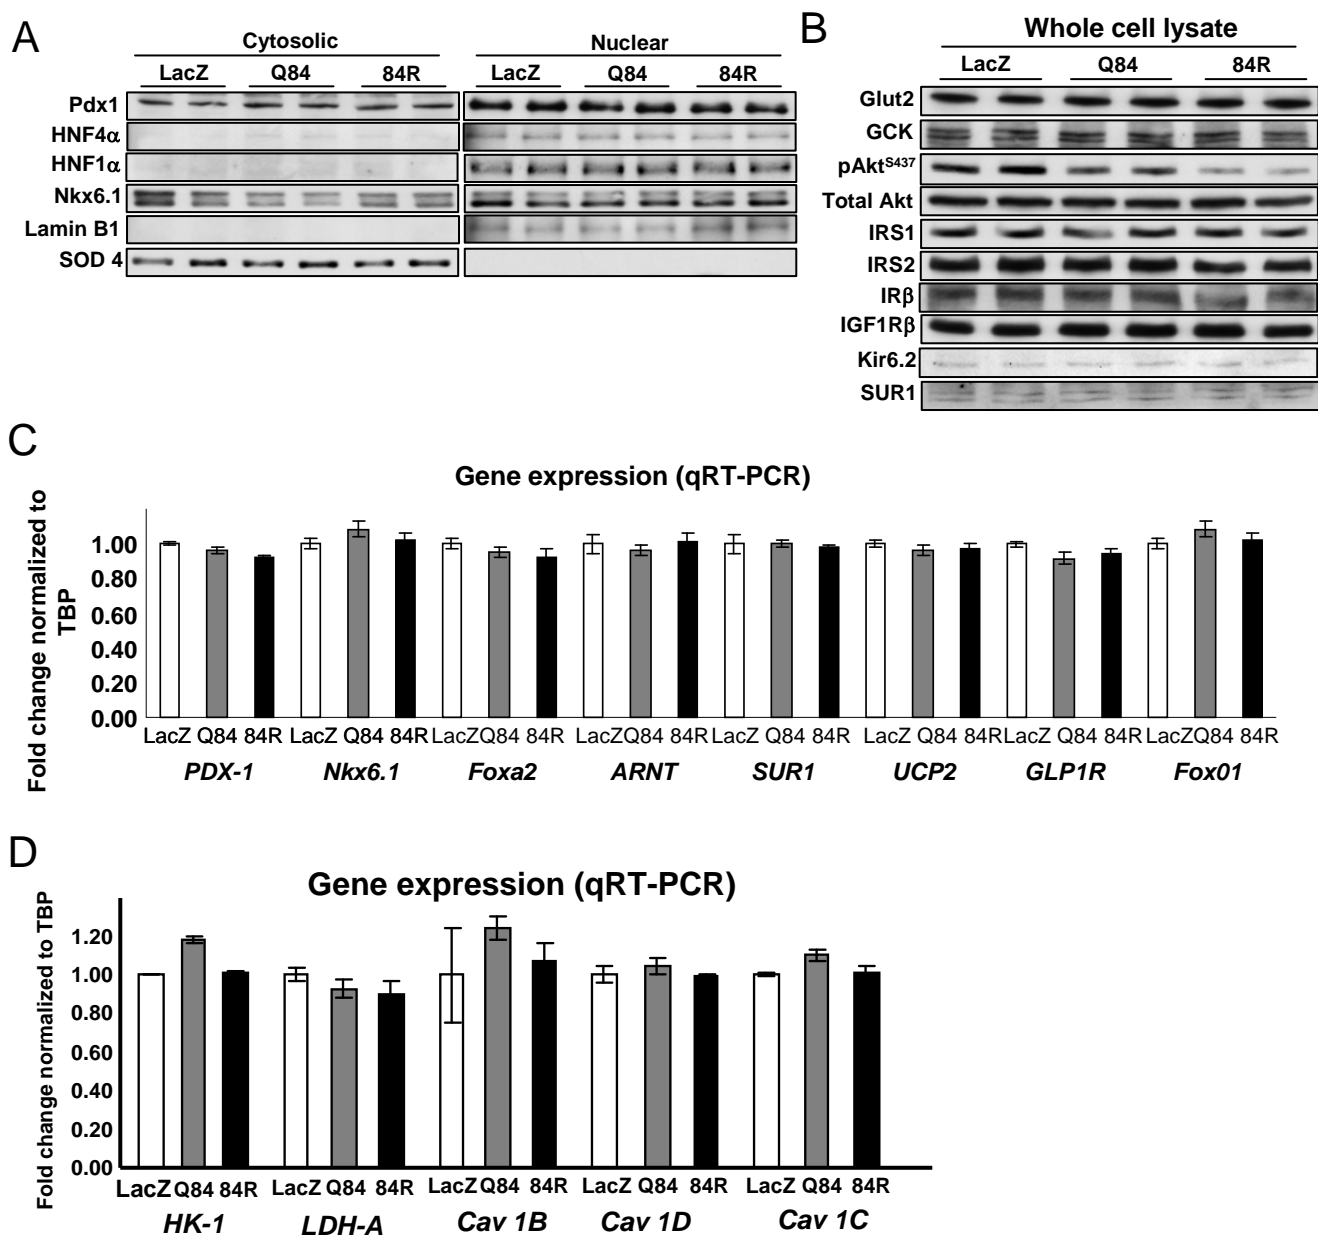 A
Cytosolic
Nuclear
LacZ Q84 84R LacZ Q84 84R
Pdx1
HNF4α
HNF1α
Nkx6.1
Lamin B1
SOD 4
B
Whole cell lysate
LacZ Q84 84R
Glut2
GCK
pAktS437
Total Akt
IRS1
IRS2
IRβ
IGF1Rβ
Kir6.2
SUR1
C
Gene expression (qRT-PCR)
Fold change normalized to
TBP
1.00
0.80
0.60
0.40
0.20
0.00
LacZ Q84 84R LacZ Q84 84R LacZ Q84 84R LacZ Q84 84R LacZ Q84 84R LacZ Q84 84R LacZ Q84 84R LacZ Q84 84R
PDX-1 Nkx6.1 Foxa2 ARNT SUR1 UCP2 GLP1R Fox01
D
Gene expression (qRT-PCR)
Fold change normalized to TBP
1.20
1.00
0.80
0.60
0.40
0.20
0.00
LacZ Q84 84R LacZ Q84 84R LacZ Q84 84R LacZ Q84 84R LacZ Q84 84R
HK-1 LDH-A Cav 1B Cav 1D Cav 1C